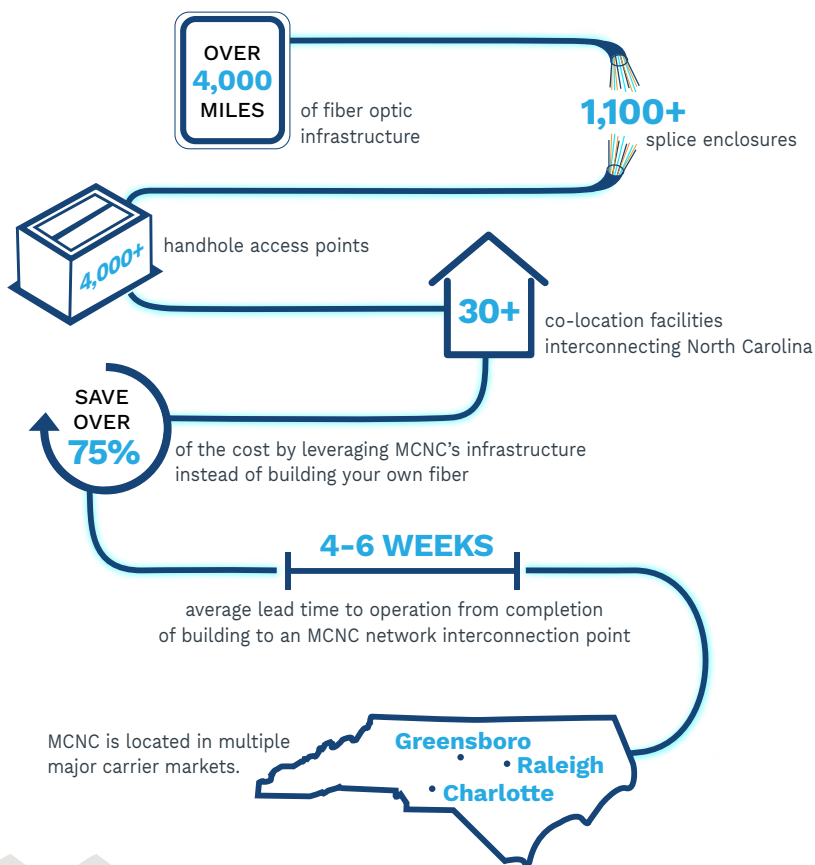 OVER
4,000
MILES
of fiber optic
infrastructure
1,100+
splice enclosures
4,000+
handhole access points
30+
co-location facilities
interconnecting North Carolina
SAVE
OVER
75%
of the cost by leveraging MCNC’s infrastructure
instead of building your own fiber
4-6 WEEKS
average lead time to operation from completion
of building to an MCNC network interconnection point
MCNC is located in multiple
major carrier markets.
Greensboro
Raleigh
Charlotte